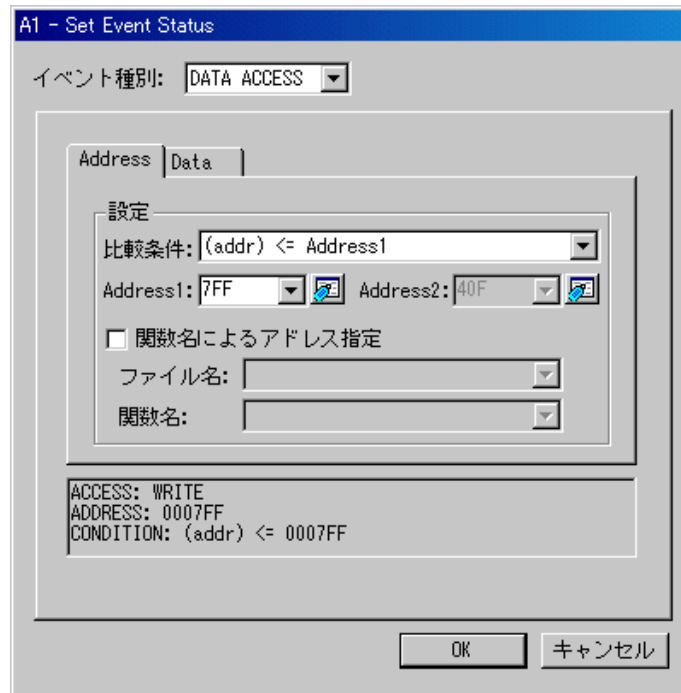 A1 - Set Event Status
イベント種別: DATA ACCESS
Address Data
設定
比較条件: (addr) <= Address1
Address1: 7FF Address2: 40F
関数名によるアドレス指定
ファイル名:
関数名:
ACCESS: WRITE
ADDRESS: 0007FF
CONDITION: (addr) <= 0007FF
OK キャンセル